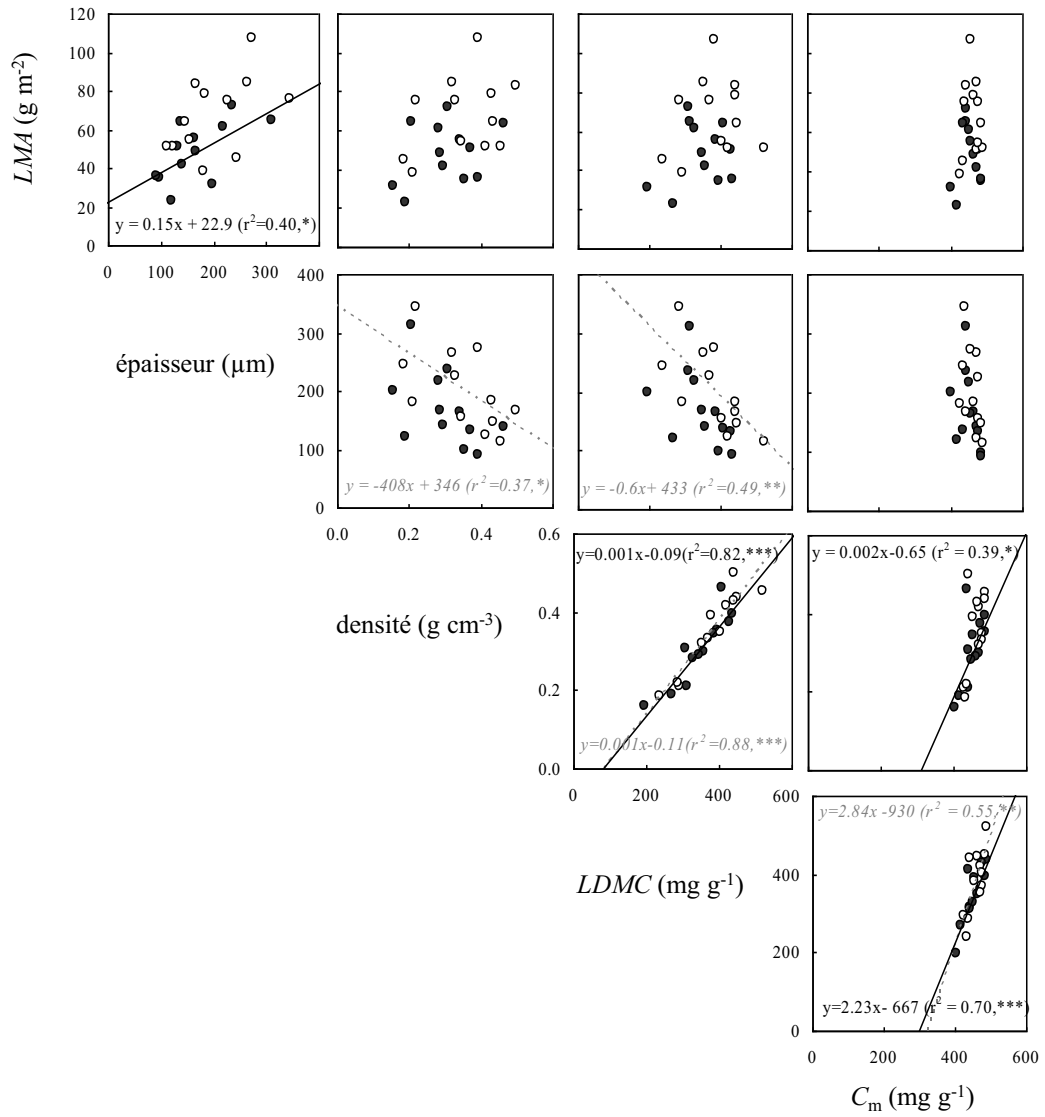 120
100
80
60
40
20
0
LMA (g m-2)
y = 0.15x + 22.9 (r2=0.40,*)
0 100 200 300
400
300
200
100
0
épaisseur (µm)
y = -408x + 346 (r2=0.37,*)
y = -0.6x+ 433 (r2=0.49,**)
0.0 0.2 0.4
0.6
0.4
0.2
0.0
densité (g cm-3)
y=0.001x-0.09(r2=0.82,***)
y=0.001x-0.11(r2=0.88,***)
y = 0.002x-0.65 (r2 = 0.39,*)
0 200 400
600
400
200
0
LDMC (mg g-1)
y=2.84x -930 (r2 = 0.55,**)
y=2.23x- 667 (r2 = 0.70,***)
0 200 400 600
Cm (mg g-1)